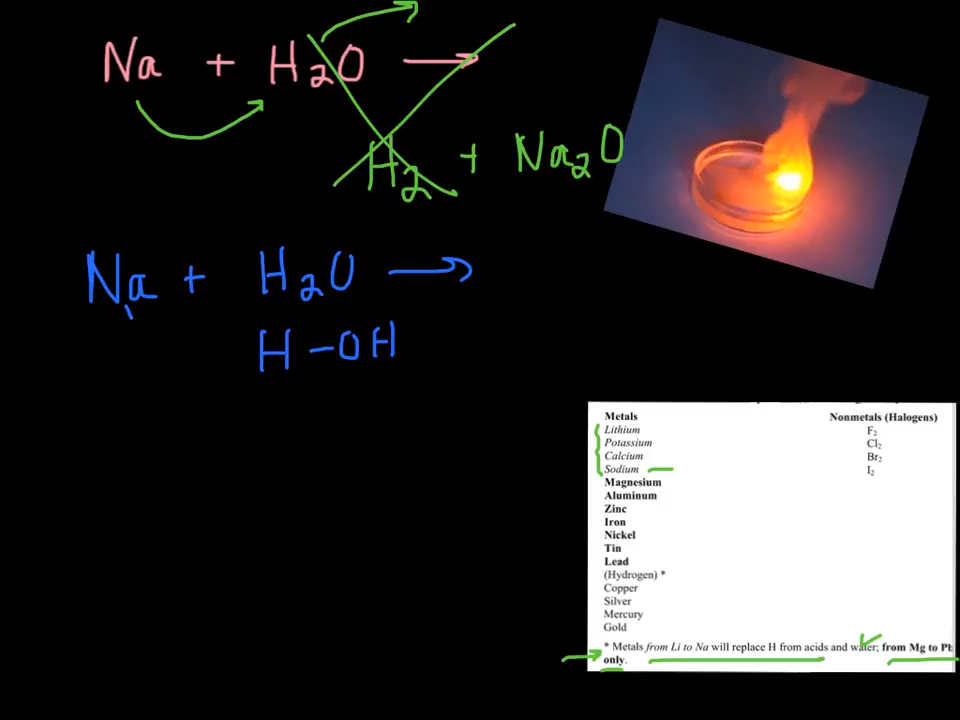 Na + H2O →
H2 + Na2O
Na + H2O →
H - OH
Metals Nonmetals (Halogens)
Lithium F2
Potassium Cl2
Calcium Br2
Sodium I2
Magnesium
Aluminum
Zinc
Iron
Nickel
Tin
Lead
(Hydrogen) *
Copper
Silver
Mercury
Gold
* Metals from Li to Na will replace H from acids and water; from Mg to Pb
only.